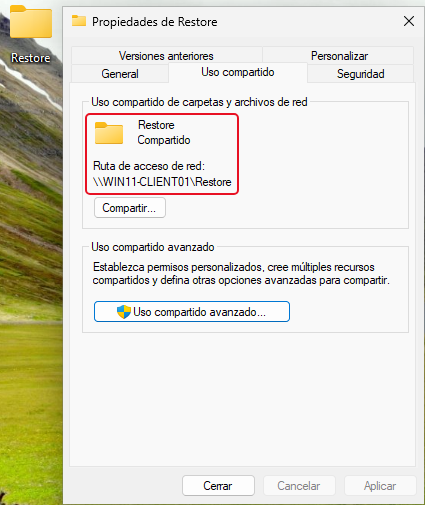 Restore
Propiedades de Restore
Versiones anteriores
Personalizar
General
Uso compartido
Seguridad
Uso compartido de carpetas y archivos de red
Restore
Compartido
Ruta de acceso de red:
\\WIN11-CLIENT01\Restore
Compartir...
Uso compartido avanzado
Establezca permisos personalizados, cree múltiples recursos
compartidos y defina otras opciones avanzadas para compartir.
Uso compartido avanzado...
Cerrar
Cancelar
Aplicar